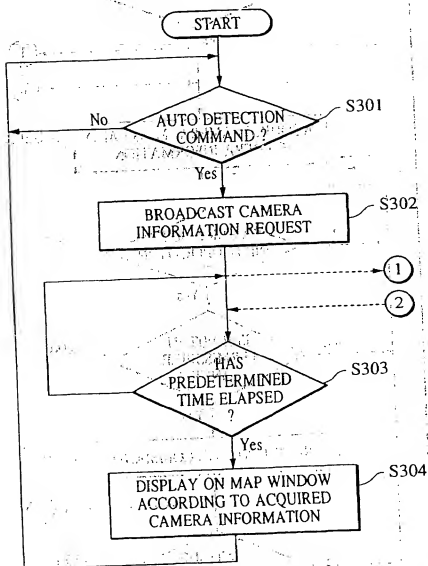 START
No
AUTO DETECTION
COMMAND ?
S301
Yes
BROADCAST CAMERA
INFORMATION REQUEST
S302
1
2
HAS
PREDETERMINED
TIME ELAPSED
?
S303
Yes
DISPLAY ON MAP WINDOW
ACCORDING TO ACQUIRED
CAMERA INFORMATION
S304